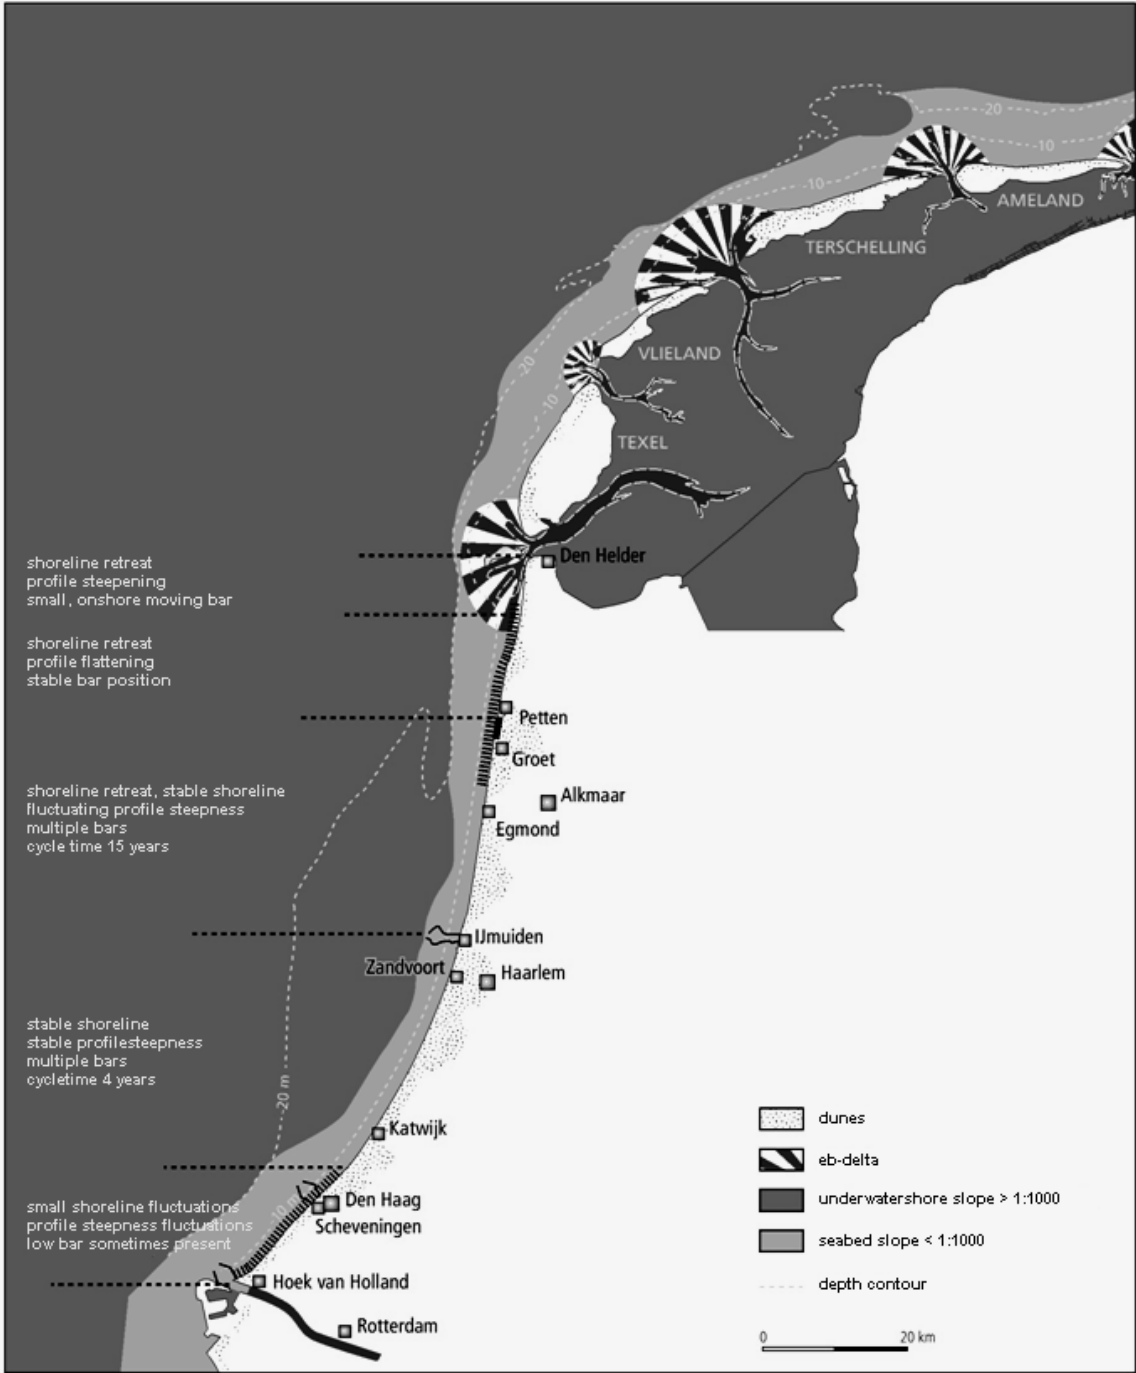 -20
-10
-10
AMELAND
TERSCHELLING
VLIELAND
-20
-10
TEXEL
Den Helder
shoreline retreat
profile steepening
small, onshore moving bar
shoreline retreat
profile flattening
stable bar position
Petten
Groet
shoreline retreat, stable shoreline
fluctuating profile steepness
multiple bars
cycle time 15 years
Alkmaar
Egmond
IJmuiden
Zandvoort
Haarlem
stable shoreline
stable profilesteepness
multiple bars
cycletime 4 years
-20 m
Katwijk
dunes
eb-delta
underwatershore slope > 1:1000
seabed slope < 1:1000
depth contour
small shoreline fluctuations
profile steepness fluctuations
low bar sometimes present
-10 m
Den Haag
Scheveningen
Hoek van Holland
Rotterdam
0 20 km